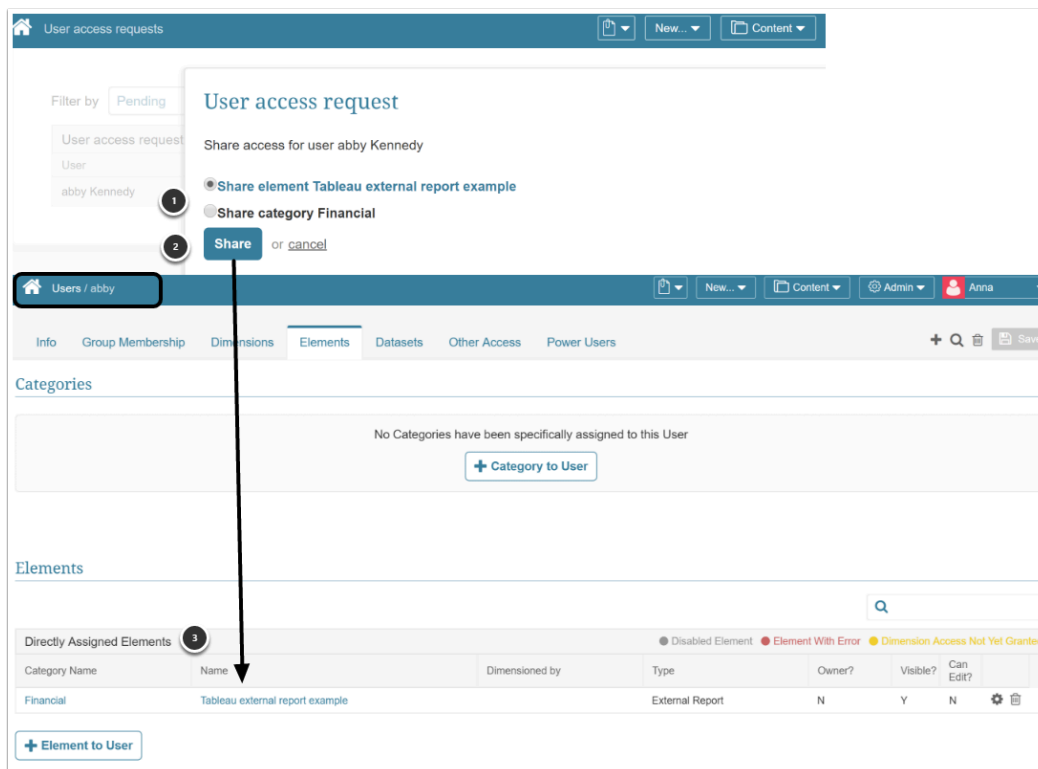 User access requests New... Content
User access request
Filter by Pending
Share access for user abby Kennedy
User access request
User
abby Kennedy
Share element Tableau external report example
1
Share category Financial
2 Share or cancel
Users / abby New... Content Admin Anna
Info Group Membership Dimensions Elements Datasets Other Access Power Users Save
Categories
No Categories have been specifically assigned to this User
+ Category to User
Elements
Directly Assigned Elements 3 Disabled Element Element With Error Dimension Access Not Yet Grante
Category Name Name Dimensioned by Type Owner? Visible? Can Edit?
Financial Tableau external report example External Report N Y N
+ Element to User